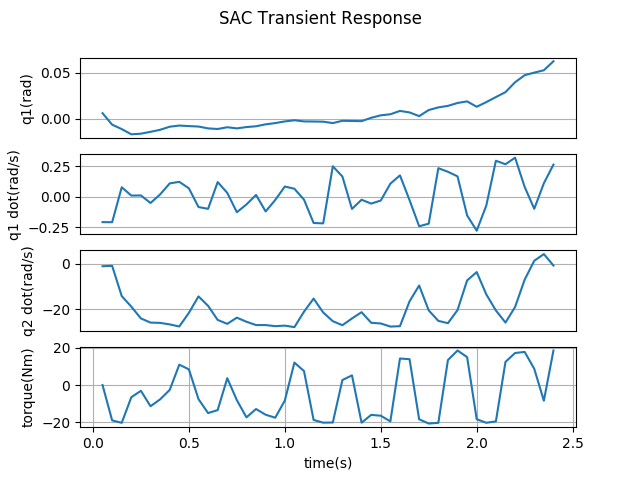 SAC Transient Response
q1(rad)
0.05
0.00
q1 dot(rad/s)
0.25
0.00
−0.25
q2 dot(rad/s)
0
−20
torque(Nm)
20
0
−20
0.0 0.5 1.0 1.5 2.0 2.5
time(s)